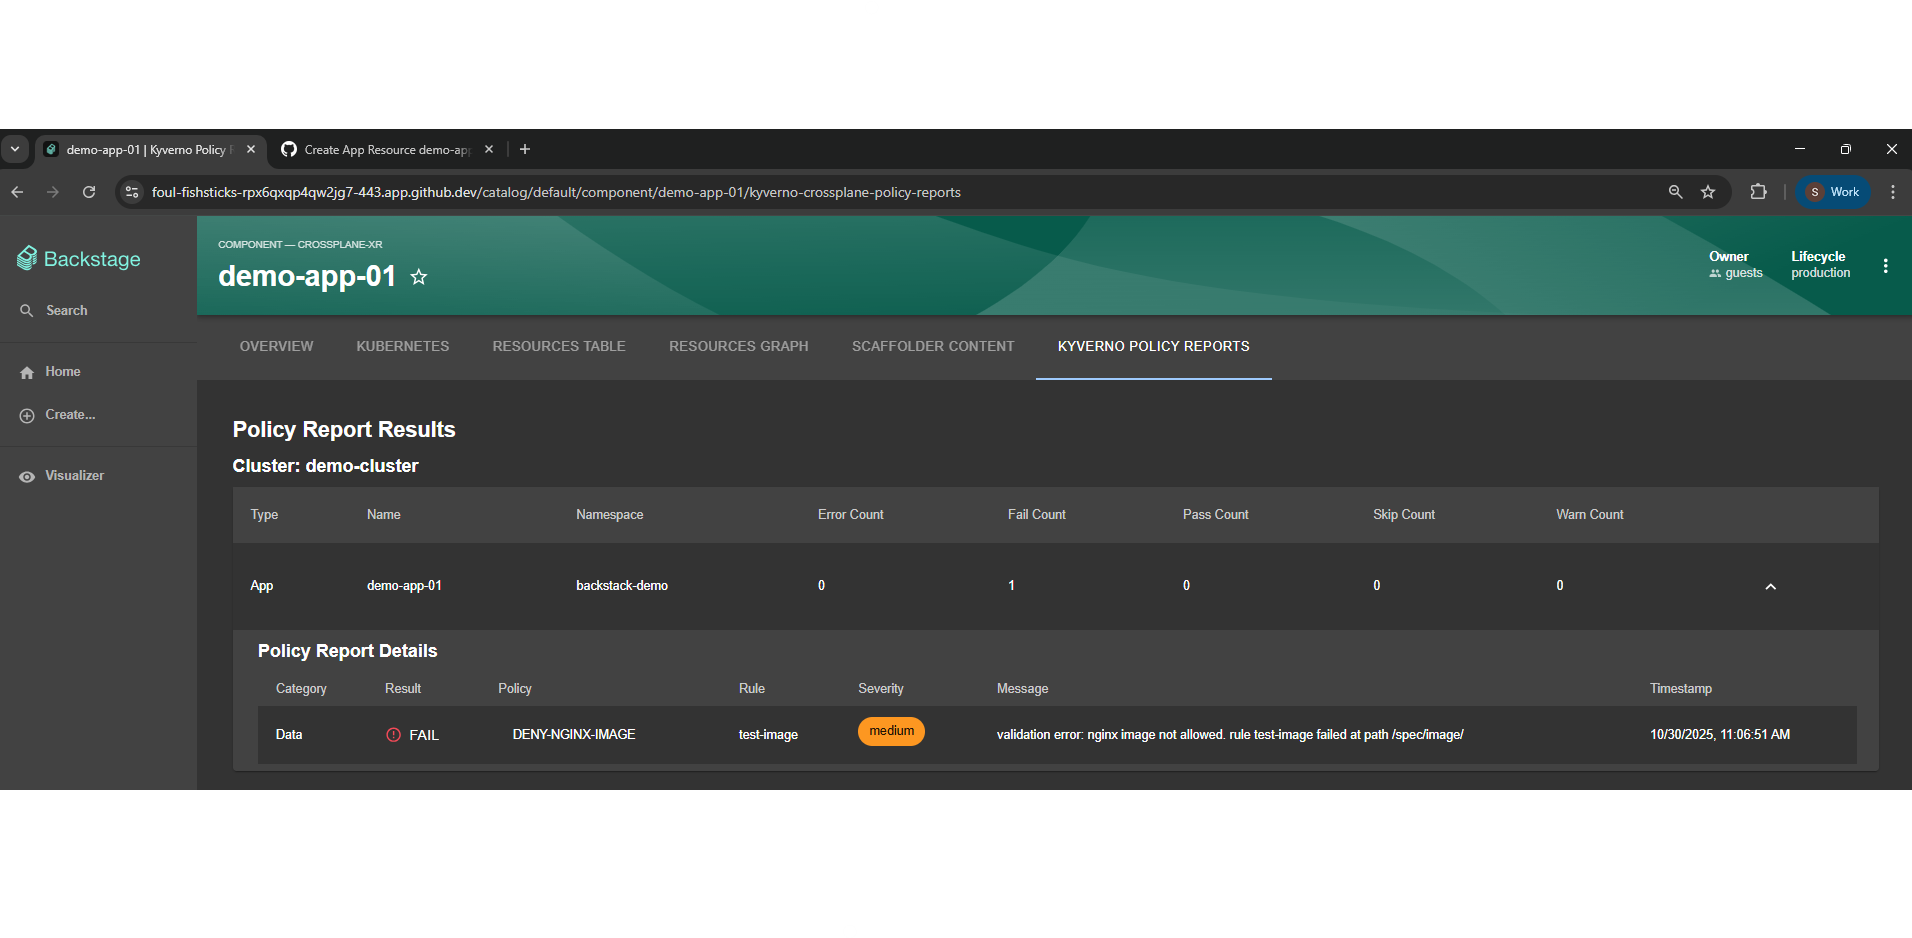 demo-app-01 | Kyverno Policy
Create App Resource demo-app
foul-fishsticks-rpx6qxqp4qw2jg7-443.app.github.dev/catalog/default/component/demo-app-01/kyverno-crossplane-policy-reports
S Work
Backstage
Search
Home
Create...
Visualizer
COMPONENT — CROSSPLANE-XR
demo-app-01
Owner Lifecycle
guests production
OVERVIEW KUBERNETES RESOURCES TABLE RESOURCES GRAPH SCAFFOLDER CONTENT KYVERNO POLICY REPORTS
Policy Report Results
Cluster: demo-cluster
Type Name Namespace Error Count Fail Count Pass Count Skip Count Warn Count
App demo-app-01 backstack-demo 0 1 0 0 0
Policy Report Details
Category Result Policy Rule Severity Message Timestamp
Data FAIL DENY-NGINX-IMAGE test-image medium validation error: nginx image not allowed. rule test-image failed at path /spec/image/ 10/30/2025, 11:06:51 AM